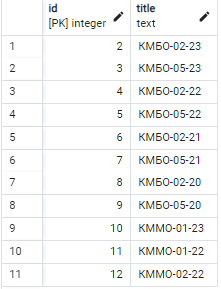 id title
[PK] integer text
1 2 КМБО-02-23
2 3 КМБО-05-23
3 4 КМБО-02-22
4 5 КМБО-05-22
5 6 КМБО-02-21
6 7 КМБО-05-21
7 8 КМБО-02-20
8 9 КМБО-05-20
9 10 КММО-01-23
10 11 КММО-01-22
11 12 КММО-02-22